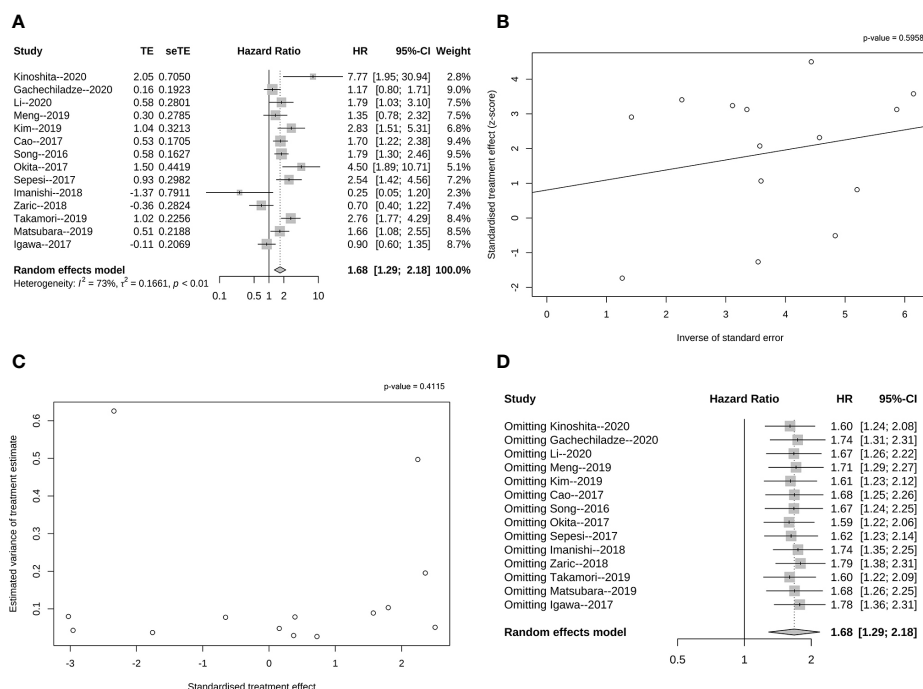 A
Study TE seTE Hazard Ratio HR 95%-CI Weight
Kinoshita--2020 2.05 0.7050 7.77 [1.95; 30.94] 2.8%
Gachechiladze--2020 0.16 0.1923 1.17 [0.80; 1.71] 9.0%
Li--2020 0.58 0.2801 1.79 [1.03; 3.10] 7.5%
Meng--2019 0.30 0.2785 1.35 [0.78; 2.32] 7.5%
Kim--2019 1.04 0.3213 2.83 [1.51; 5.31] 6.8%
Cao--2017 0.53 0.1705 1.70 [1.22; 2.38] 9.4%
Song--2016 0.58 0.1627 1.79 [1.30; 2.46] 9.5%
Okita--2017 1.50 0.4419 4.50 [1.89; 10.71] 5.1%
Sepesi--2017 0.93 0.2982 2.54 [1.42; 4.56] 7.2%
Imanishi--2018 -1.37 0.7911 0.25 [0.05; 1.20] 2.3%
Zaric--2018 -0.36 0.2824 0.70 [0.40; 1.22] 7.4%
Takamori--2019 1.02 0.2256 2.76 [1.77; 4.29] 8.4%
Matsubara--2019 0.51 0.2188 1.66 [1.08; 2.55] 8.5%
Igawa--2017 -0.11 0.2069 0.90 [0.60; 1.35] 8.7%
Random effects model 1.68 [1.29; 2.18] 100.0%
Heterogeneity: I² = 73%, τ² = 0.1661, p < 0.01
0.1 0.5 1 2 10
B
p-value = 0.5958
Standardised treatment effect (z-score)
4
3
2
1
0
-1
-2
0 1 2 3 4 5 6
Inverse of standard error
C
p-value = 0.4115
Estimated variance of treatment estimate
0.6
0.5
0.4
0.3
0.2
0.1
-3 -2 -1 0 1 2
Standardised treatment effect
D
Study Hazard Ratio HR 95%-CI
Omitting Kinoshita--2020 1.60 [1.24; 2.08]
Omitting Gachechiladze--2020 1.74 [1.31; 2.31]
Omitting Li--2020 1.67 [1.26; 2.22]
Omitting Meng--2019 1.71 [1.29; 2.27]
Omitting Kim--2019 1.61 [1.23; 2.12]
Omitting Cao--2017 1.68 [1.25; 2.26]
Omitting Song--2016 1.67 [1.24; 2.25]
Omitting Okita--2017 1.59 [1.22; 2.06]
Omitting Sepesi--2017 1.62 [1.23; 2.14]
Omitting Imanishi--2018 1.74 [1.35; 2.25]
Omitting Zaric--2018 1.79 [1.38; 2.31]
Omitting Takamori--2019 1.60 [1.22; 2.09]
Omitting Matsubara--2019 1.68 [1.26; 2.25]
Omitting Igawa--2017 1.78 [1.36; 2.31]
Random effects model 1.68 [1.29; 2.18]
0.5 1 2